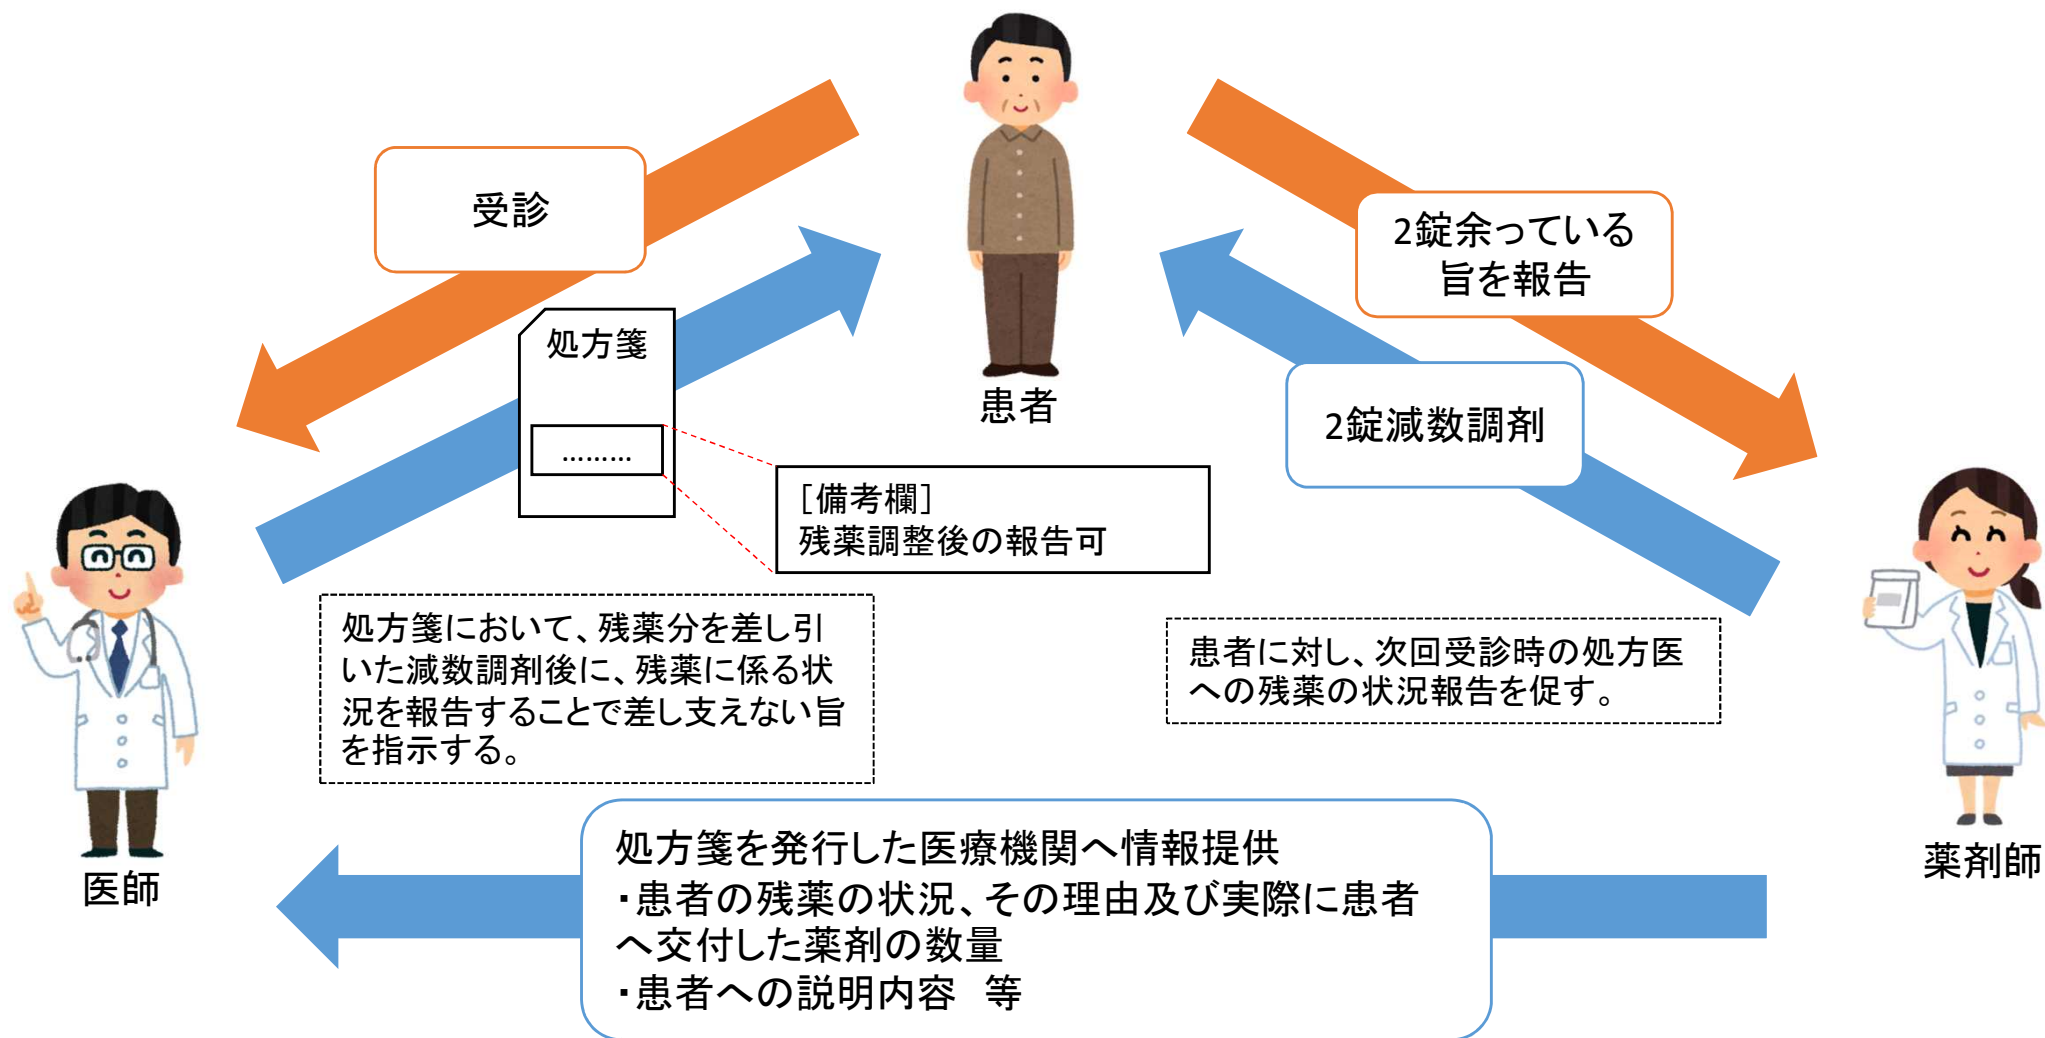 受診
2錠余っている
旨を報告
処方箋
………
患者
2錠減数調剤
［備考欄］
残薬調整後の報告可
処方箋において、残薬分を差し引
いた減数調剤後に、残薬に係る状
況を報告することで差し支えない旨
を指示する。
患者に対し、次回受診時の処方医
への残薬の状況報告を促す。
医師
薬剤師
処方箋を発行した医療機関へ情報提供
・患者の残薬の状況、その理由及び実際に患者
へ交付した薬剤の数量
・患者への説明内容　等